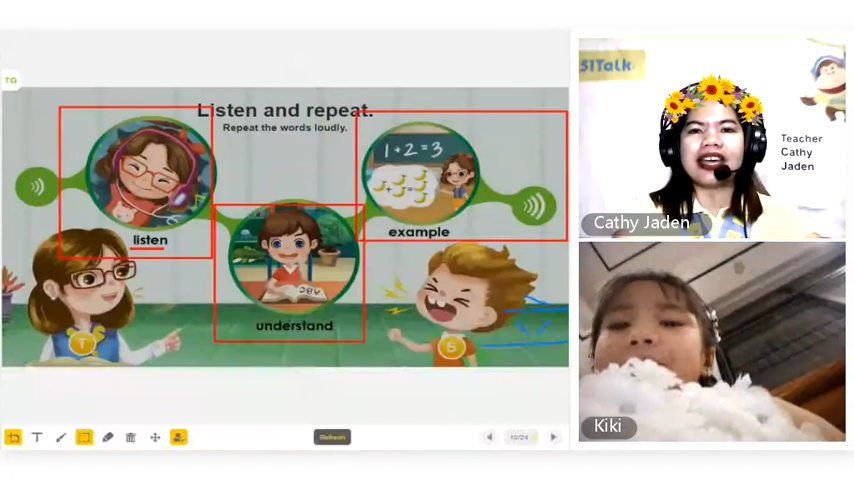 TG
Listen and repeat.
Repeat the words loudly.
1 + 2 = 3
listen
understand
example
T
S
Refresh
10/24
51Talk
Teacher
Cathy
Jaden
Cathy Jaden
Kiki